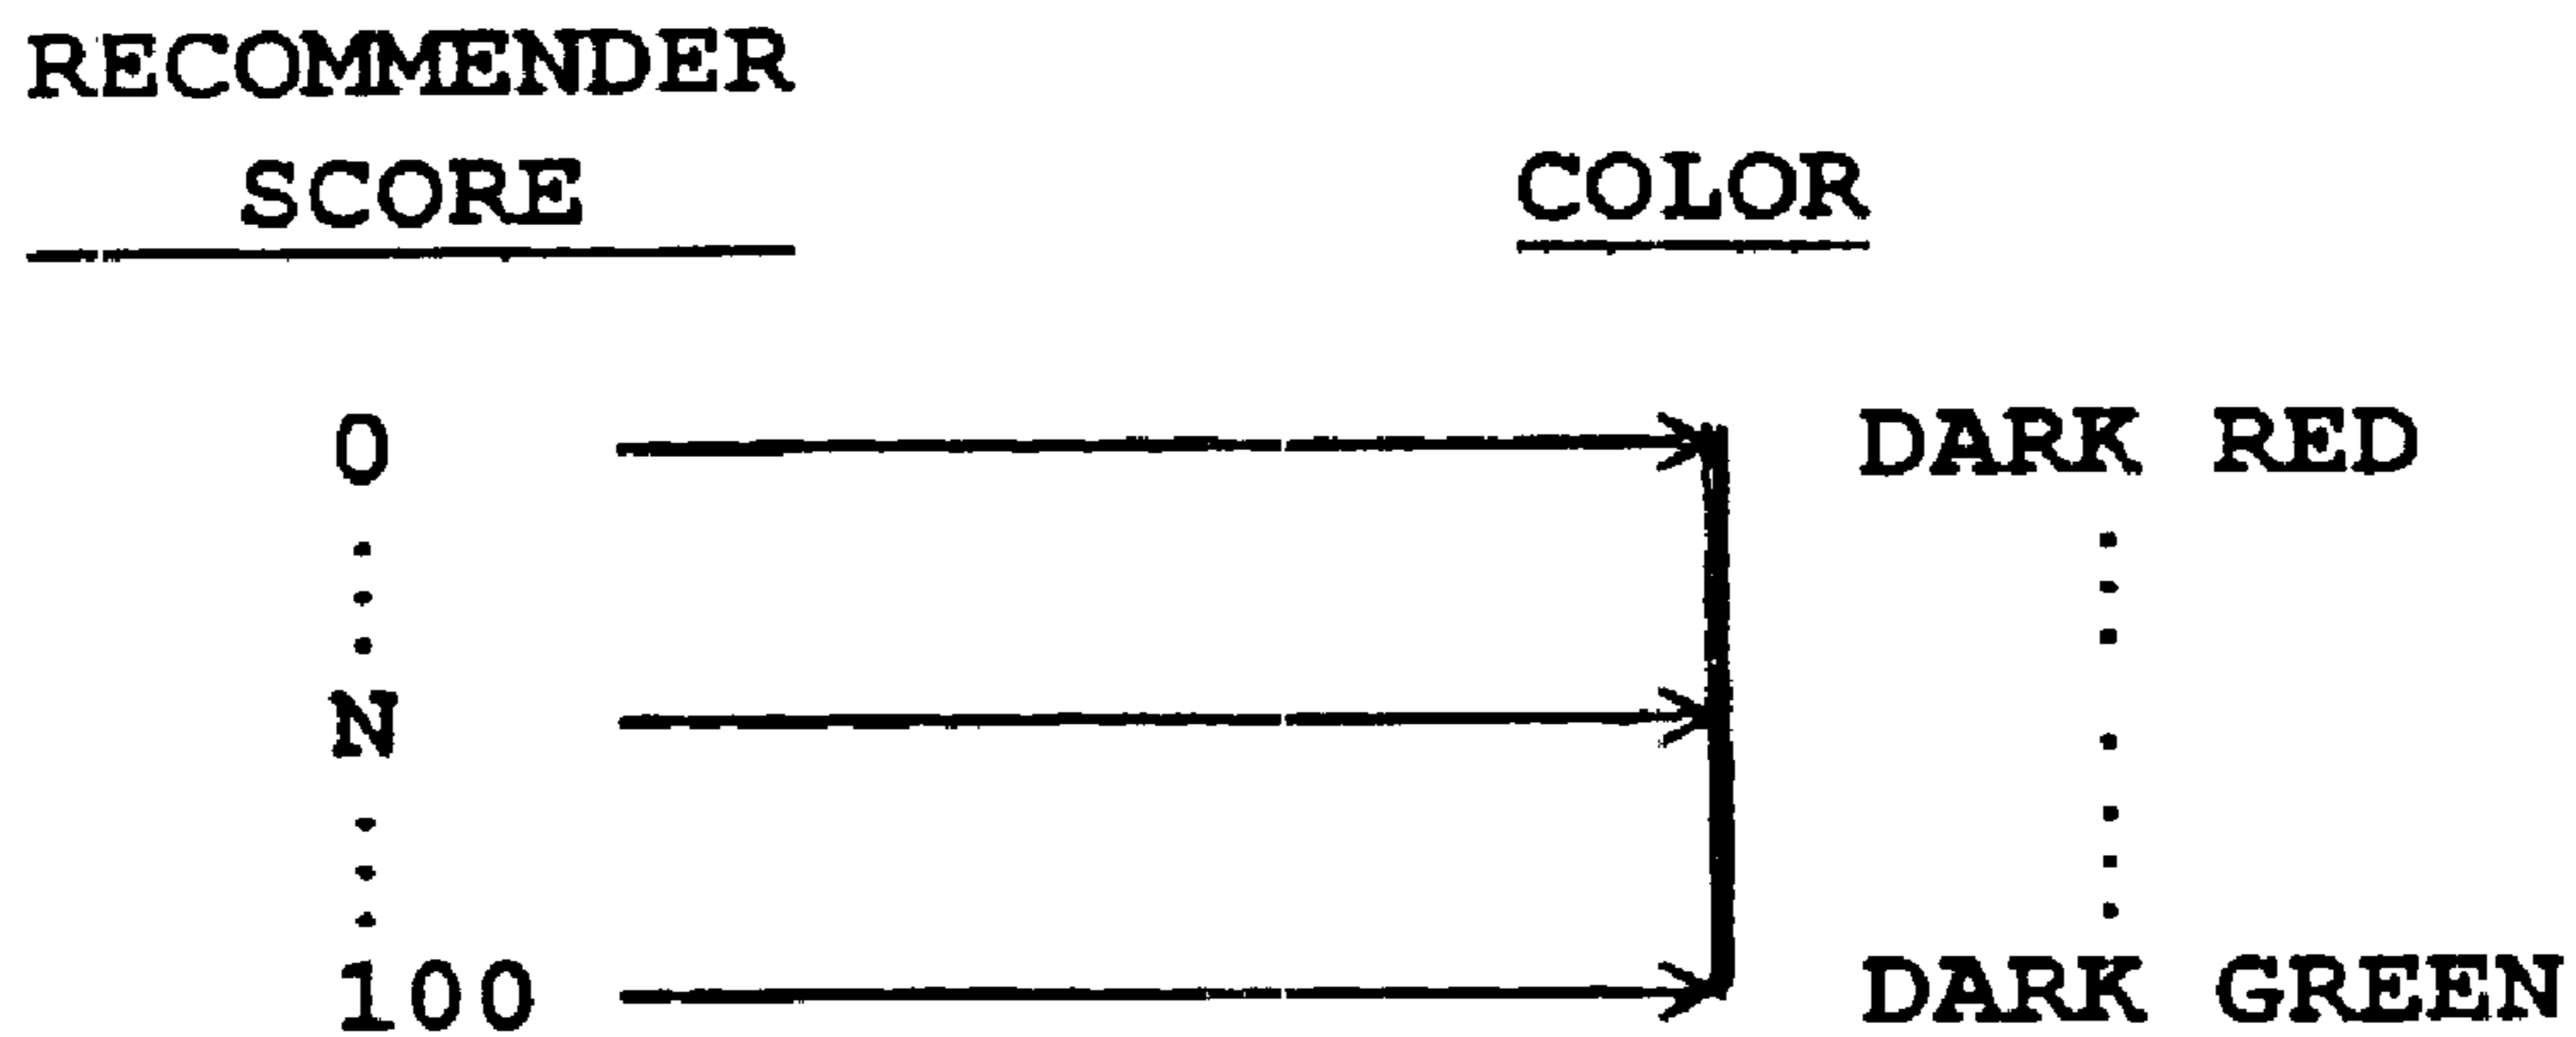 RECOMMENDER
SCORE
COLOR
0
DARK RED
N
100
DARK GREEN